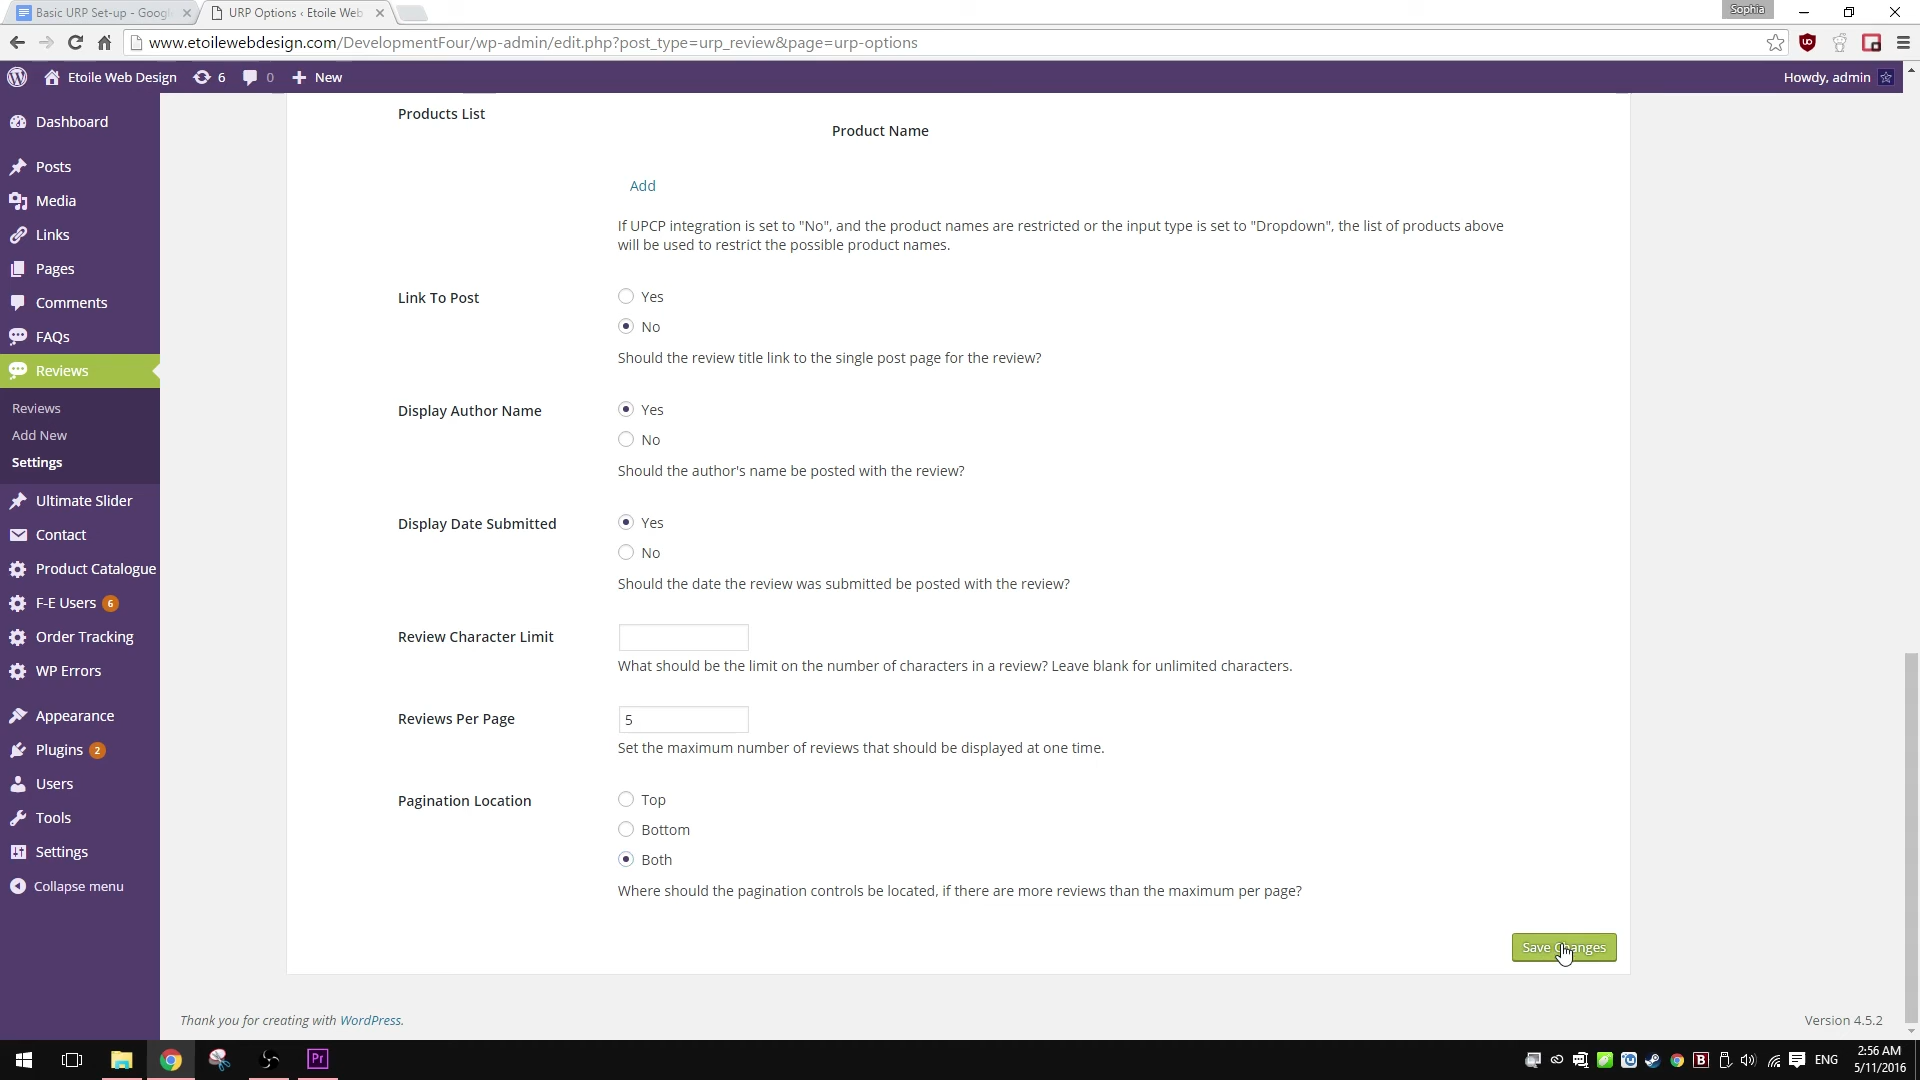 Basic URP Set-up - Googl
URP Options ‹ Etoile Web
Sophia
www.etoilewebdesign.com/DevelopmentFour/wp-admin/edit.php?post_type=urp_review&page=urp-options
Etoile Web Design
6
0
New
Howdy, admin
Dashboard
Posts
Media
Links
Pages
Comments
FAQs
Reviews
Reviews
Add New
Settings
Ultimate Slider
Contact
Product Catalogue
F-E Users 6
Order Tracking
WP Errors
Appearance
Plugins 2
Users
Tools
Settings
Collapse menu
Products List
Product Name
Add
If UPCP integration is set to "No", and the product names are restricted or the input type is set to "Dropdown", the list of products above
will be used to restrict the possible product names.
Link To Post
Yes
No
Should the review title link to the single post page for the review?
Display Author Name
Yes
No
Should the author's name be posted with the review?
Display Date Submitted
Yes
No
Should the date the review was submitted be posted with the review?
Review Character Limit
What should be the limit on the number of characters in a review? Leave blank for unlimited characters.
Reviews Per Page
5
Set the maximum number of reviews that should be displayed at one time.
Pagination Location
Top
Bottom
Both
Where should the pagination controls be located, if there are more reviews than the maximum per page?
Save Changes
Thank you for creating with WordPress.
Version 4.5.2
Pr
B
ENG
2:56 AM
5/11/2016